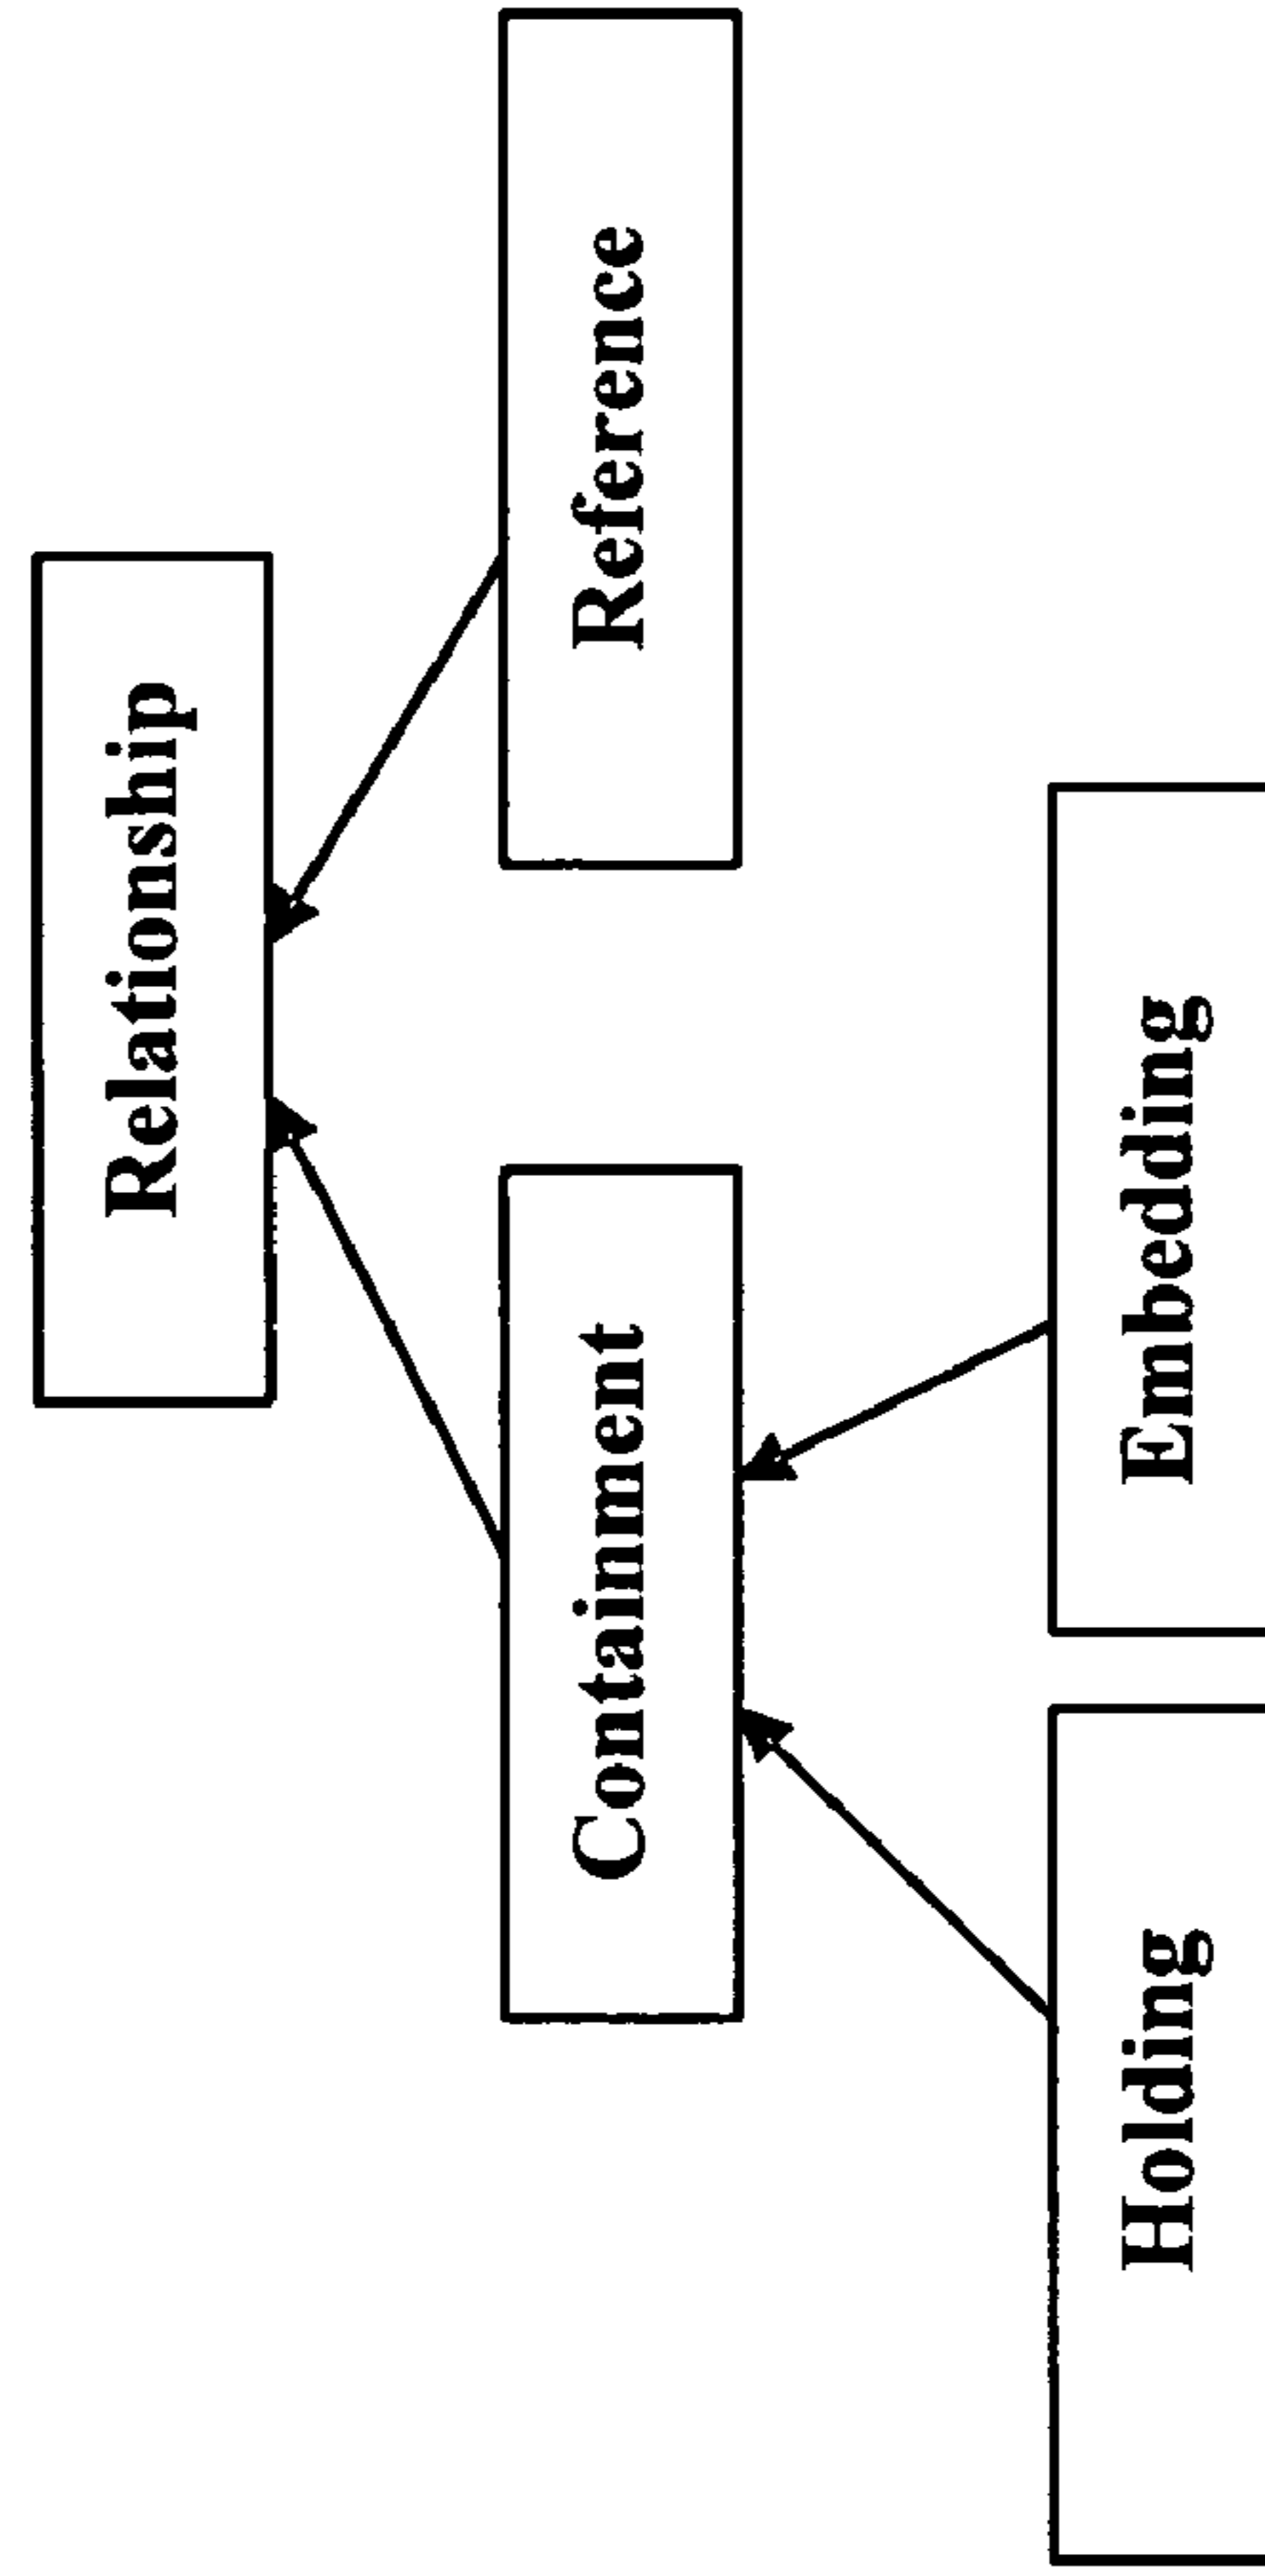 Relationship
Containment
Reference
Holding
Embedding